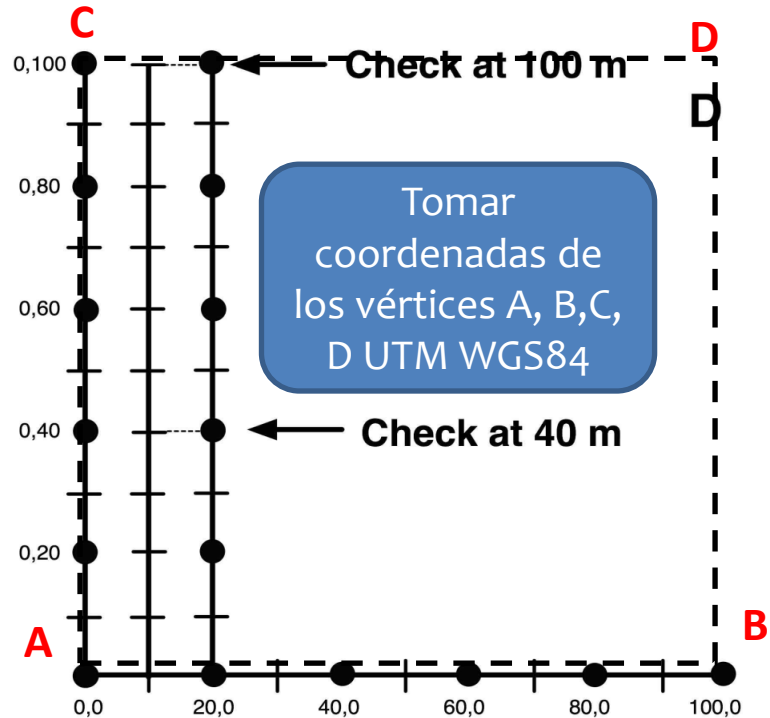 C
D
0,100
Check at 100 m
D
0,80
Tomar
coordenadas de
los vértices A, B,C,
D UTM WGS84
0,60
0,40
Check at 40 m
0,20
A
B
0,0
20,0
40,0
60,0
80,0
100,0